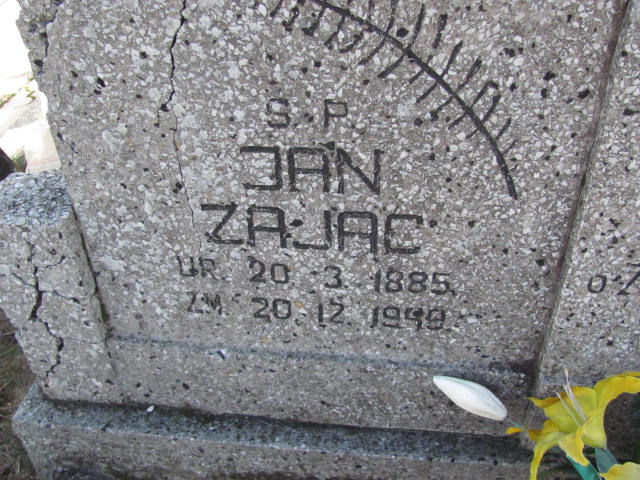 S. P.
JAN
ZAJAC
UR. 20. 3. 1885.
ZM. 20. 12. 1949.